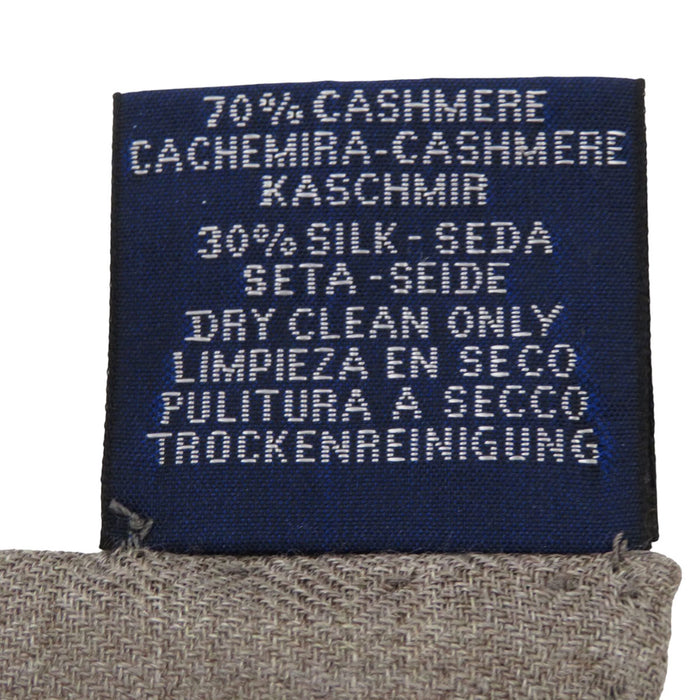 70% CASHMERE
CACHEMIRA-CASHMERE
KASCHMIR
30% SILK - SEDA
SETA - SEIDE
DRY CLEAN ONLY
LIMPIEZA EN SECO
PULITURA A SECCO
TROCKENREINIGUNG